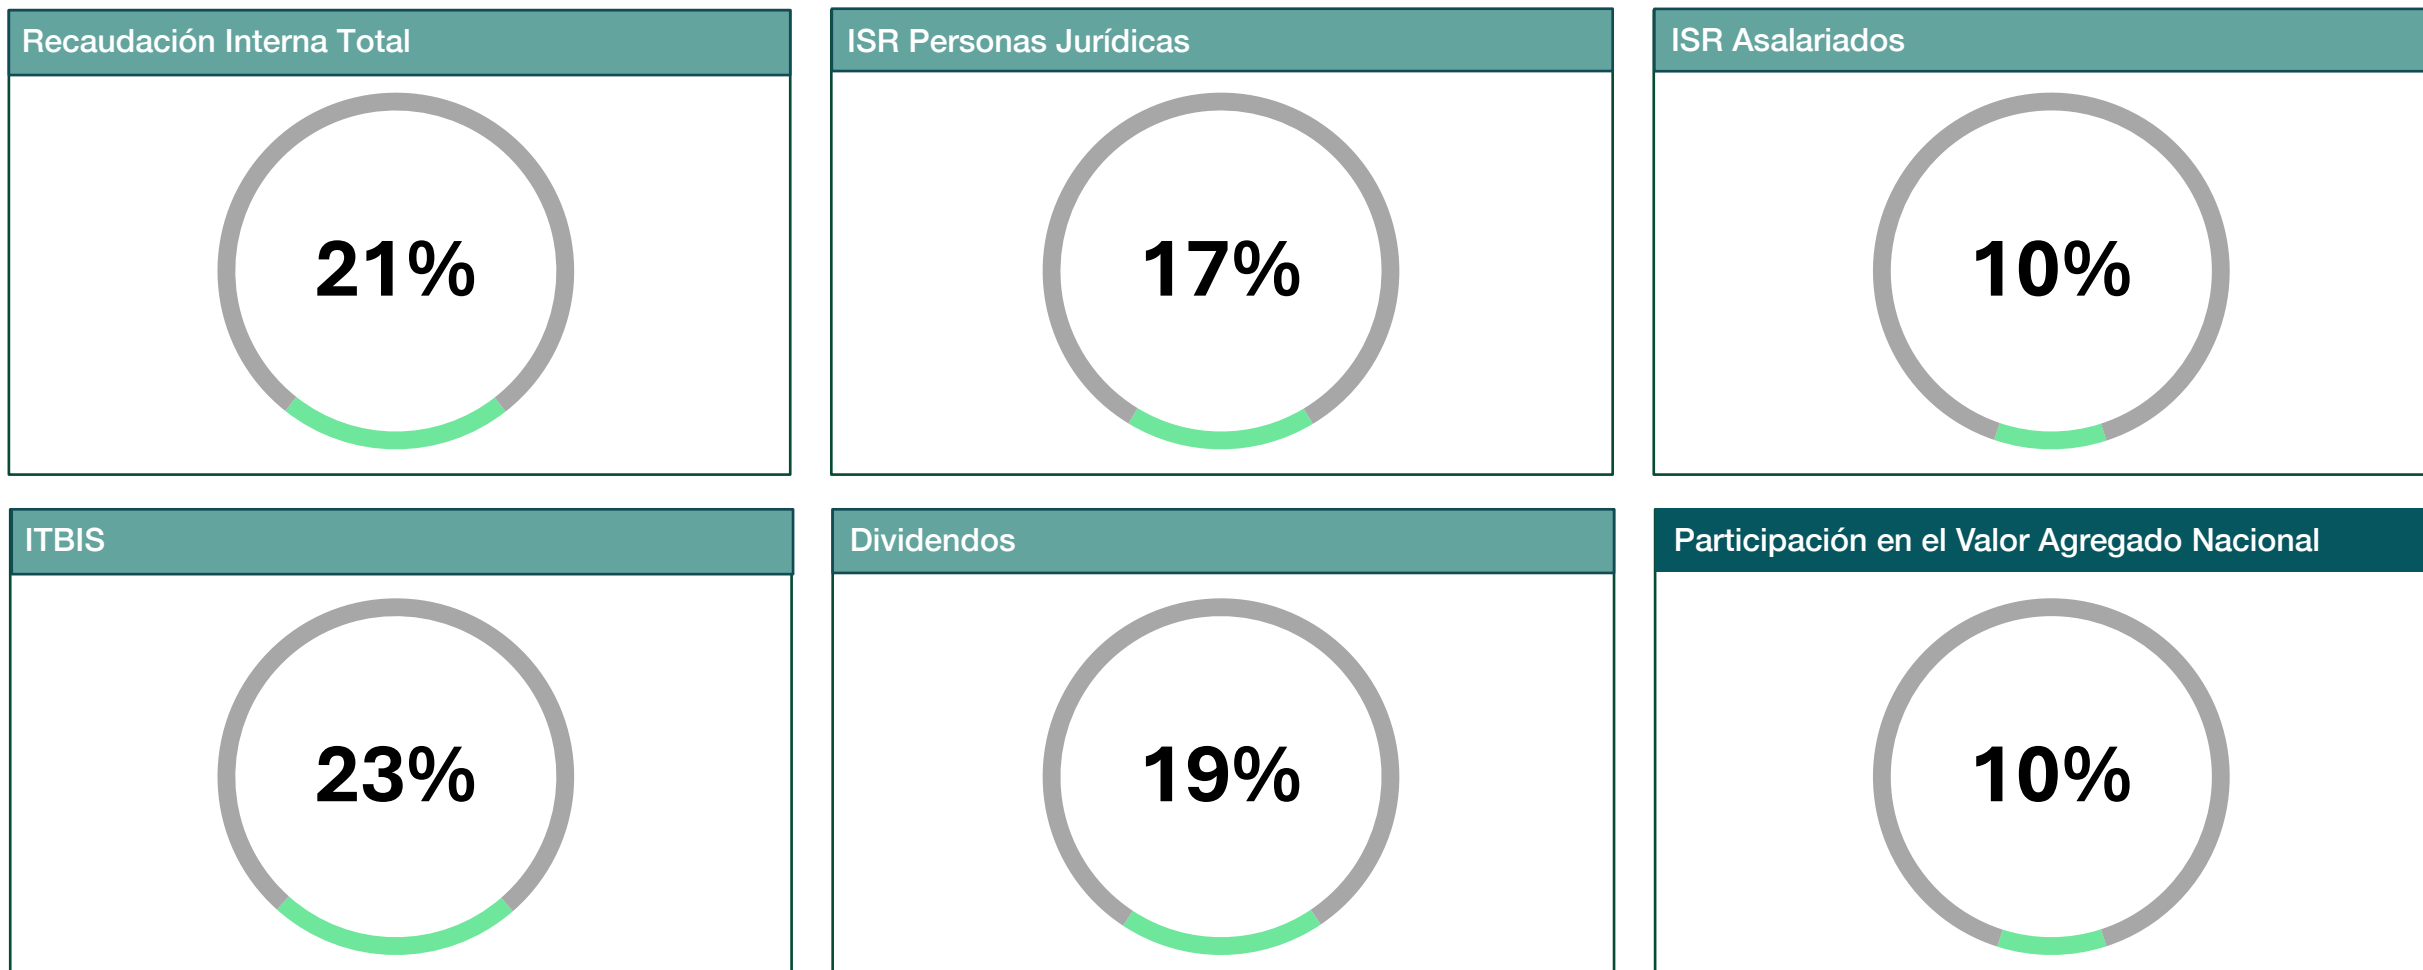 Recaudación Interna Total
21%
ISR Personas Jurídicas
17%
ISR Asalariados
10%
ITBIS
23%
Dividendos
19%
Participación en el Valor Agregado Nacional
10%